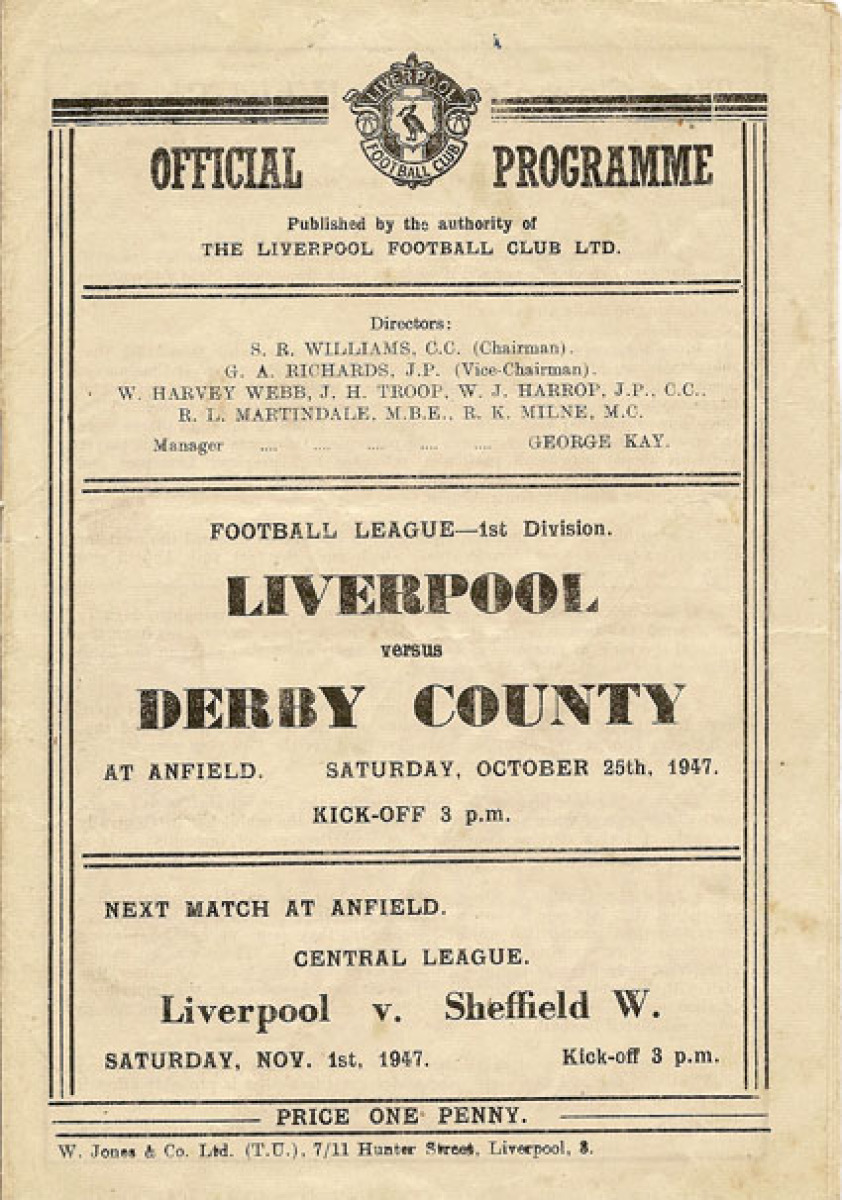 LIVERPOOL
FOOTBALL CLUB
OFFICIAL PROGRAMME
Published by the authority of
THE LIVERPOOL FOOTBALL CLUB LTD.
Directors:
S. R. WILLIAMS, C.C. (Chairman).
G. A. RICHARDS, J.P. (Vice-Chairman).
W. HARVEY WEBB, J. H. TROOP, W. J. HARROP, J.P., C.C.,
R. L. MARTINDALE, M.B.E., R. K. MILNE, M.C.
Manager .... .... .... .... .... GEORGE KAY.
FOOTBALL LEAGUE—1st Division.
LIVERPOOL
versus
DERBY COUNTY
AT ANFIELD. SATURDAY, OCTOBER 25th, 1947.
KICK-OFF 3 p.m.
NEXT MATCH AT ANFIELD.
CENTRAL LEAGUE.
Liverpool v. Sheffield W.
SATURDAY, NOV. 1st, 1947. Kick-off 3 p.m.
PRICE ONE PENNY.
W. Jones & Co. Ltd. (T.U.), 7/11 Hunter Street, Liverpool, 3.